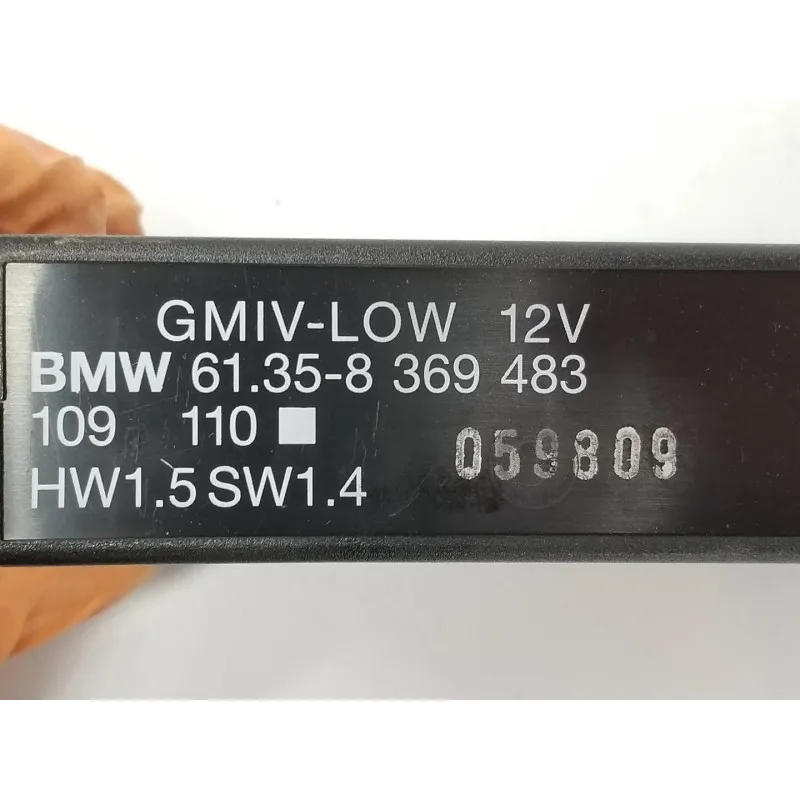 GMIV-LOW 12V
BMW 61.35-8 369 483
109 110
HW1.5 SW1.4
059809